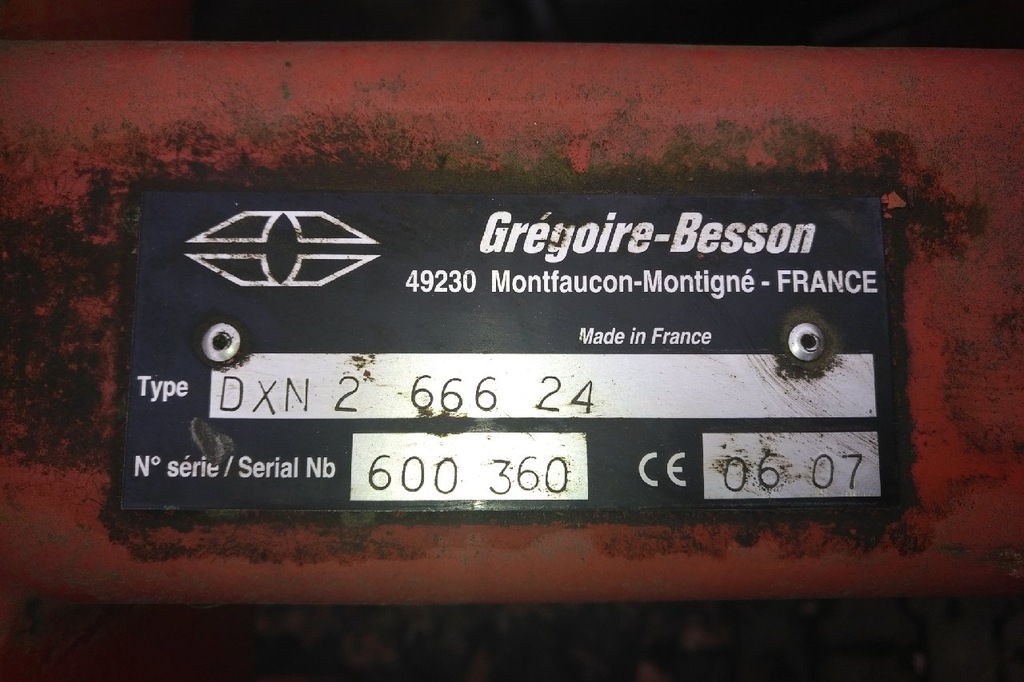 Grégoire-Besson
49230 Montfaucon-Montigné - FRANCE
Made in France
Type DXN 2 666 24
N° série / Serial Nb 600 360 CE 06 07